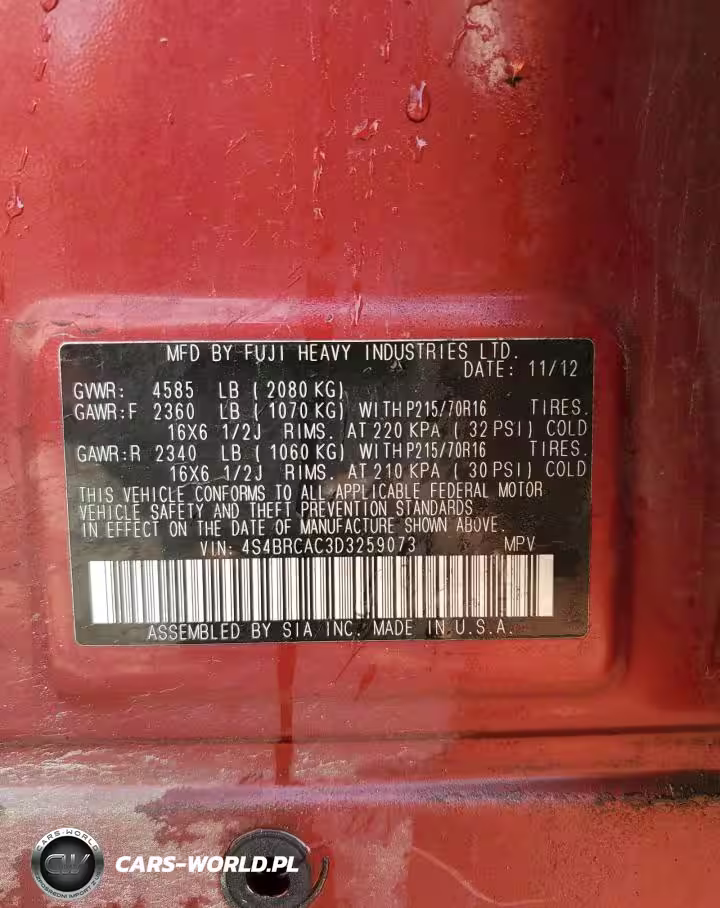 MFD BY FUJI HEAVY INDUSTRIES LTD.
DATE: 11/12
GVWR: 4585 LB ( 2080 KG)
GAWR:F 2360 LB ( 1070 KG) WITH P215/70R16 TIRES.
16X6 1/2J RIMS. AT 220 KPA ( 32 PSI) COLD
GAWR:R 2340 LB ( 1060 KG) WITH P215/70R16 TIRES.
16X6 1/2J RIMS. AT 210 KPA ( 30 PSI) COLD
THIS VEHICLE CONFORMS TO ALL APPLICABLE FEDERAL MOTOR
VEHICLE SAFETY AND THEFT PREVENTION STANDARDS
IN EFFECT ON THE DATE OF MANUFACTURE SHOWN ABOVE.
VIN: 4S4BRCAC3D3259073 MPV
ASSEMBLED BY SIA INC. MADE IN U.S.A.
CARS-WORLD
CW
CARS-WORLD.PL